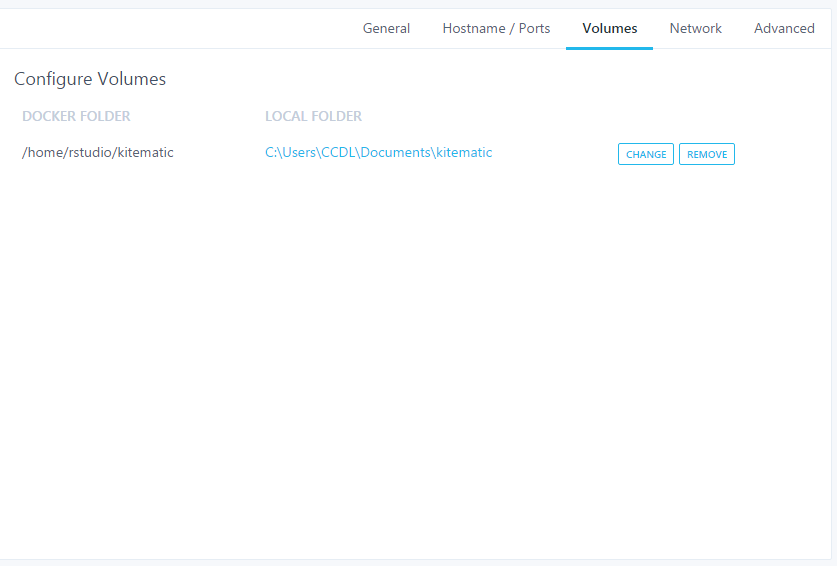 General Hostname / Ports Volumes Network Advanced
Configure Volumes
DOCKER FOLDER LOCAL FOLDER
/home/rstudio/kitematic C:\Users\CCDL\Documents\kitematic CHANGE REMOVE